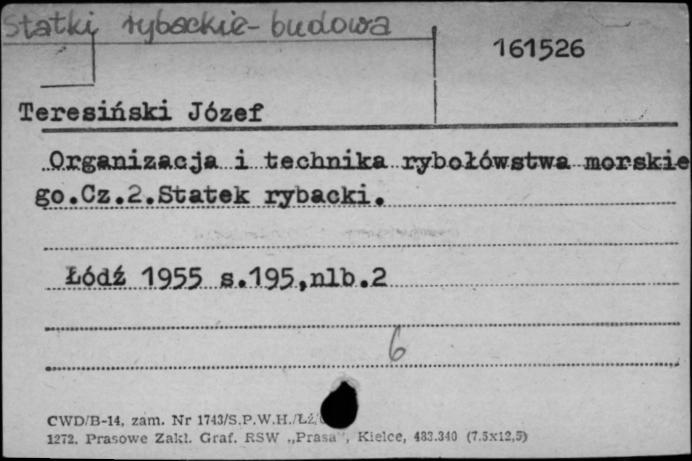 Statki rybackie - budowa
161526
Teresiński Józef
Organizacja i technika rybołówstwa morskie
go.Cz.2.Statek rybacki.
Łódź 1955 s.195,nlb.2
6
CWD/B-14, zam. Nr 1743/S.P.W.H./Łź/
1272. Prasowe Zakł. Graf. RSW „Prasa", Kielce, 483.340 (7.5x12,5)